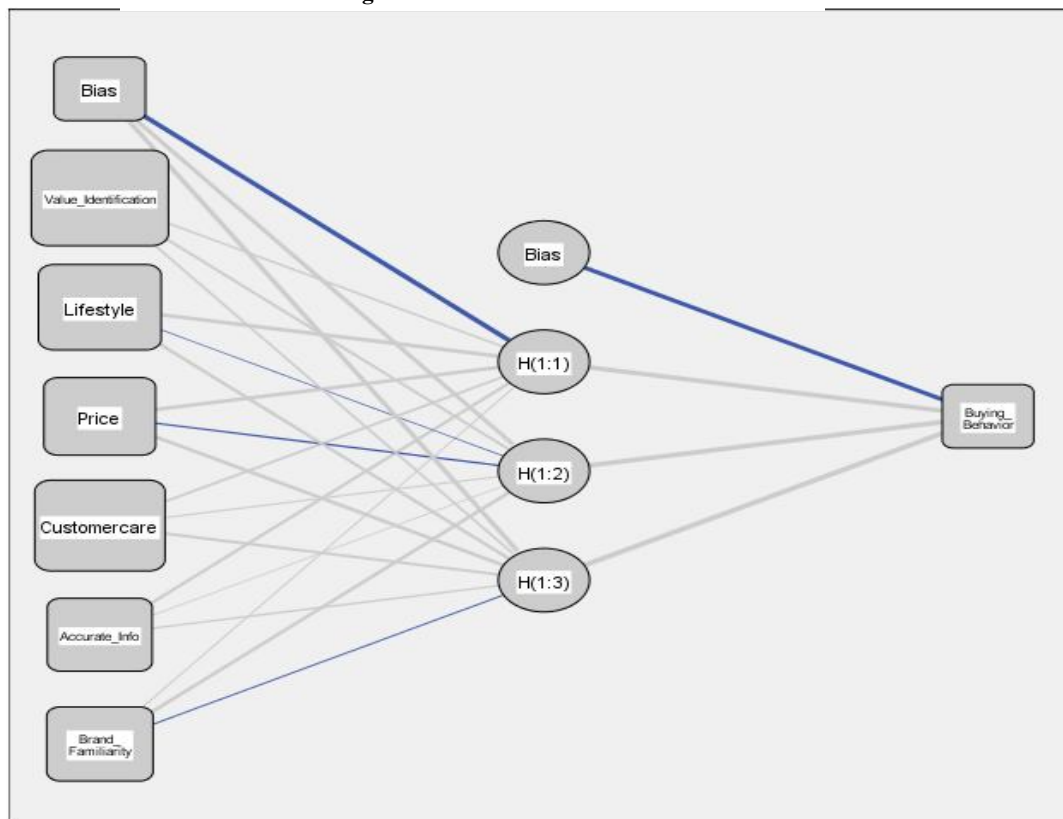 Bias
Value_Identification
Lifestyle
Price
Customercare
Accurate_Info
Brand_
Familiarity
Bias
H(1:1)
H(1:2)
H(1:3)
Buying_
Behavior